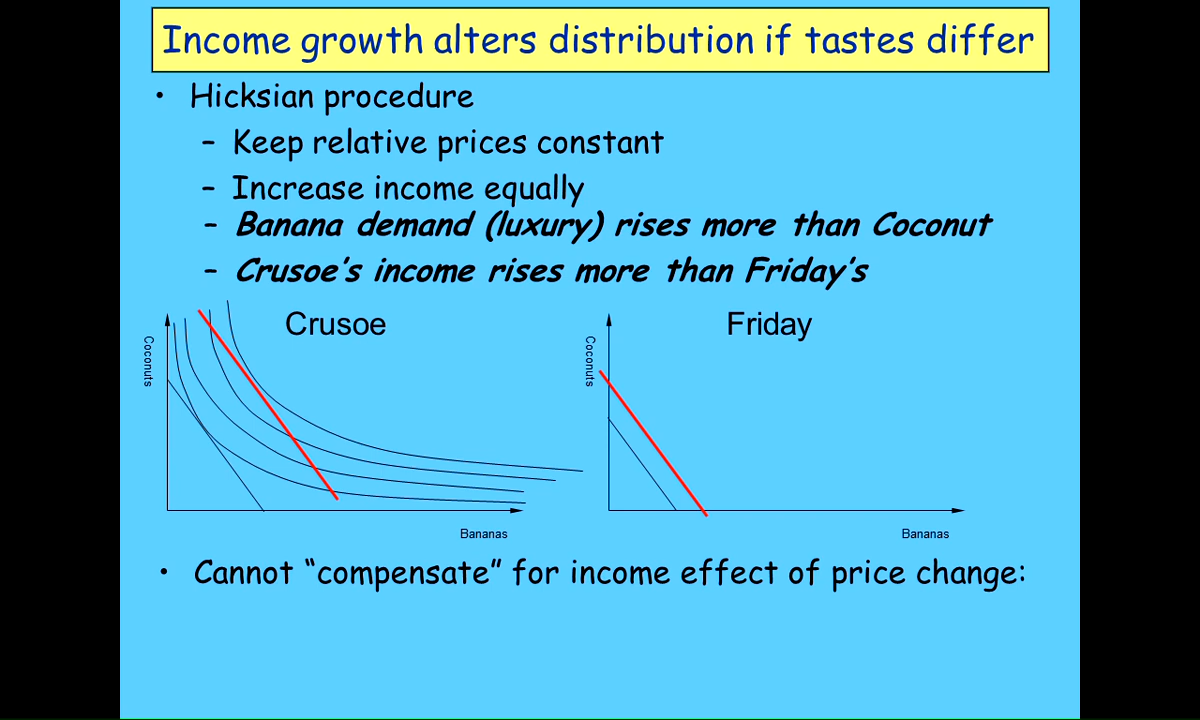 Income growth alters distribution if tastes differ
• Hicksian procedure
– Keep relative prices constant
– Increase income equally
– Banana demand (luxury) rises more than Coconut
– Crusoe’s income rises more than Friday’s
Crusoe
Coconuts
Bananas
Friday
Coconuts
Bananas
• Cannot “compensate” for income effect of price change: